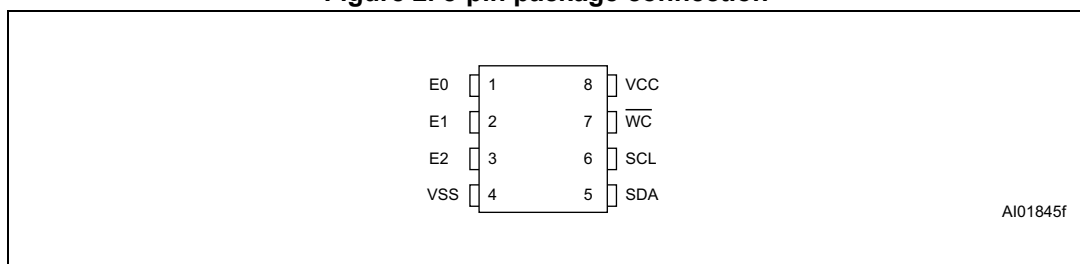 Figure 2. 8-pin package connection
E0 1 8 VCC
E1 2 7 W̅C̅
E2 3 6 SCL
VSS 4 5 SDA
AI01845f